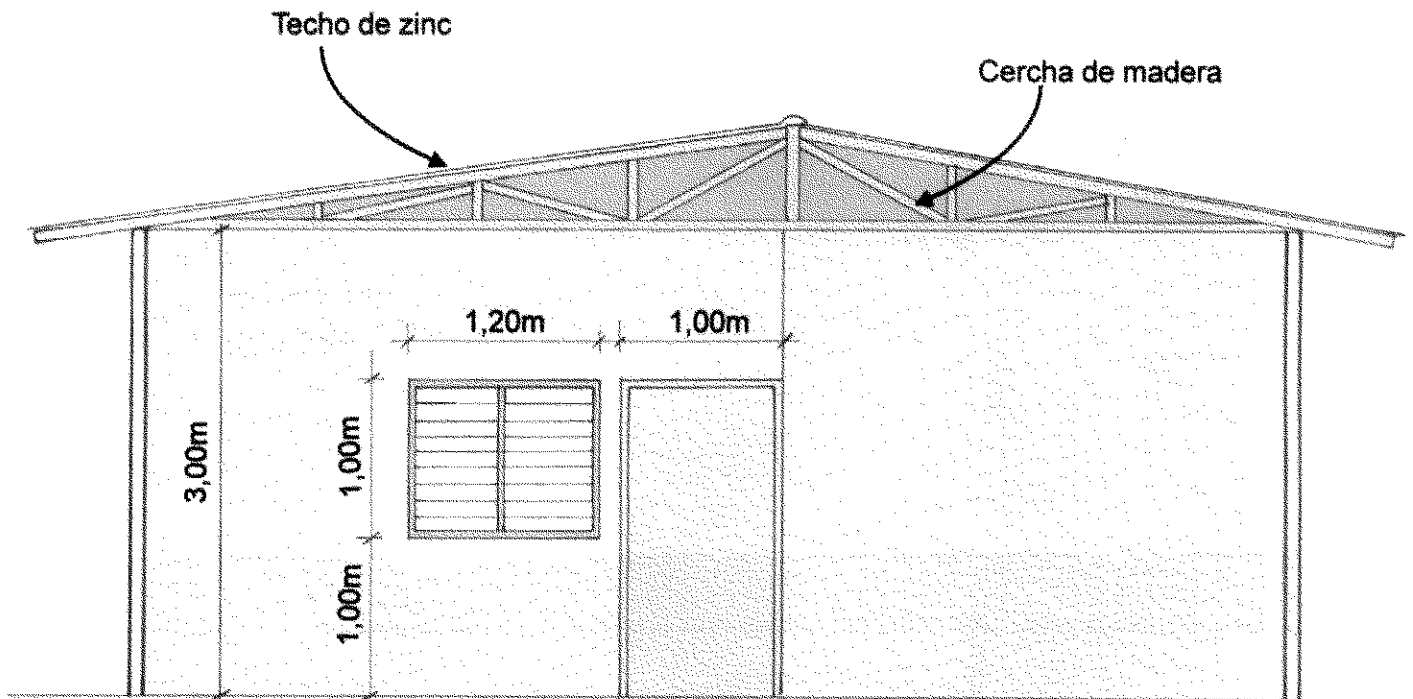 Techo de zinc
Cercha de madera
1,20m
1,00m
3,00m
1,00m
1,00m